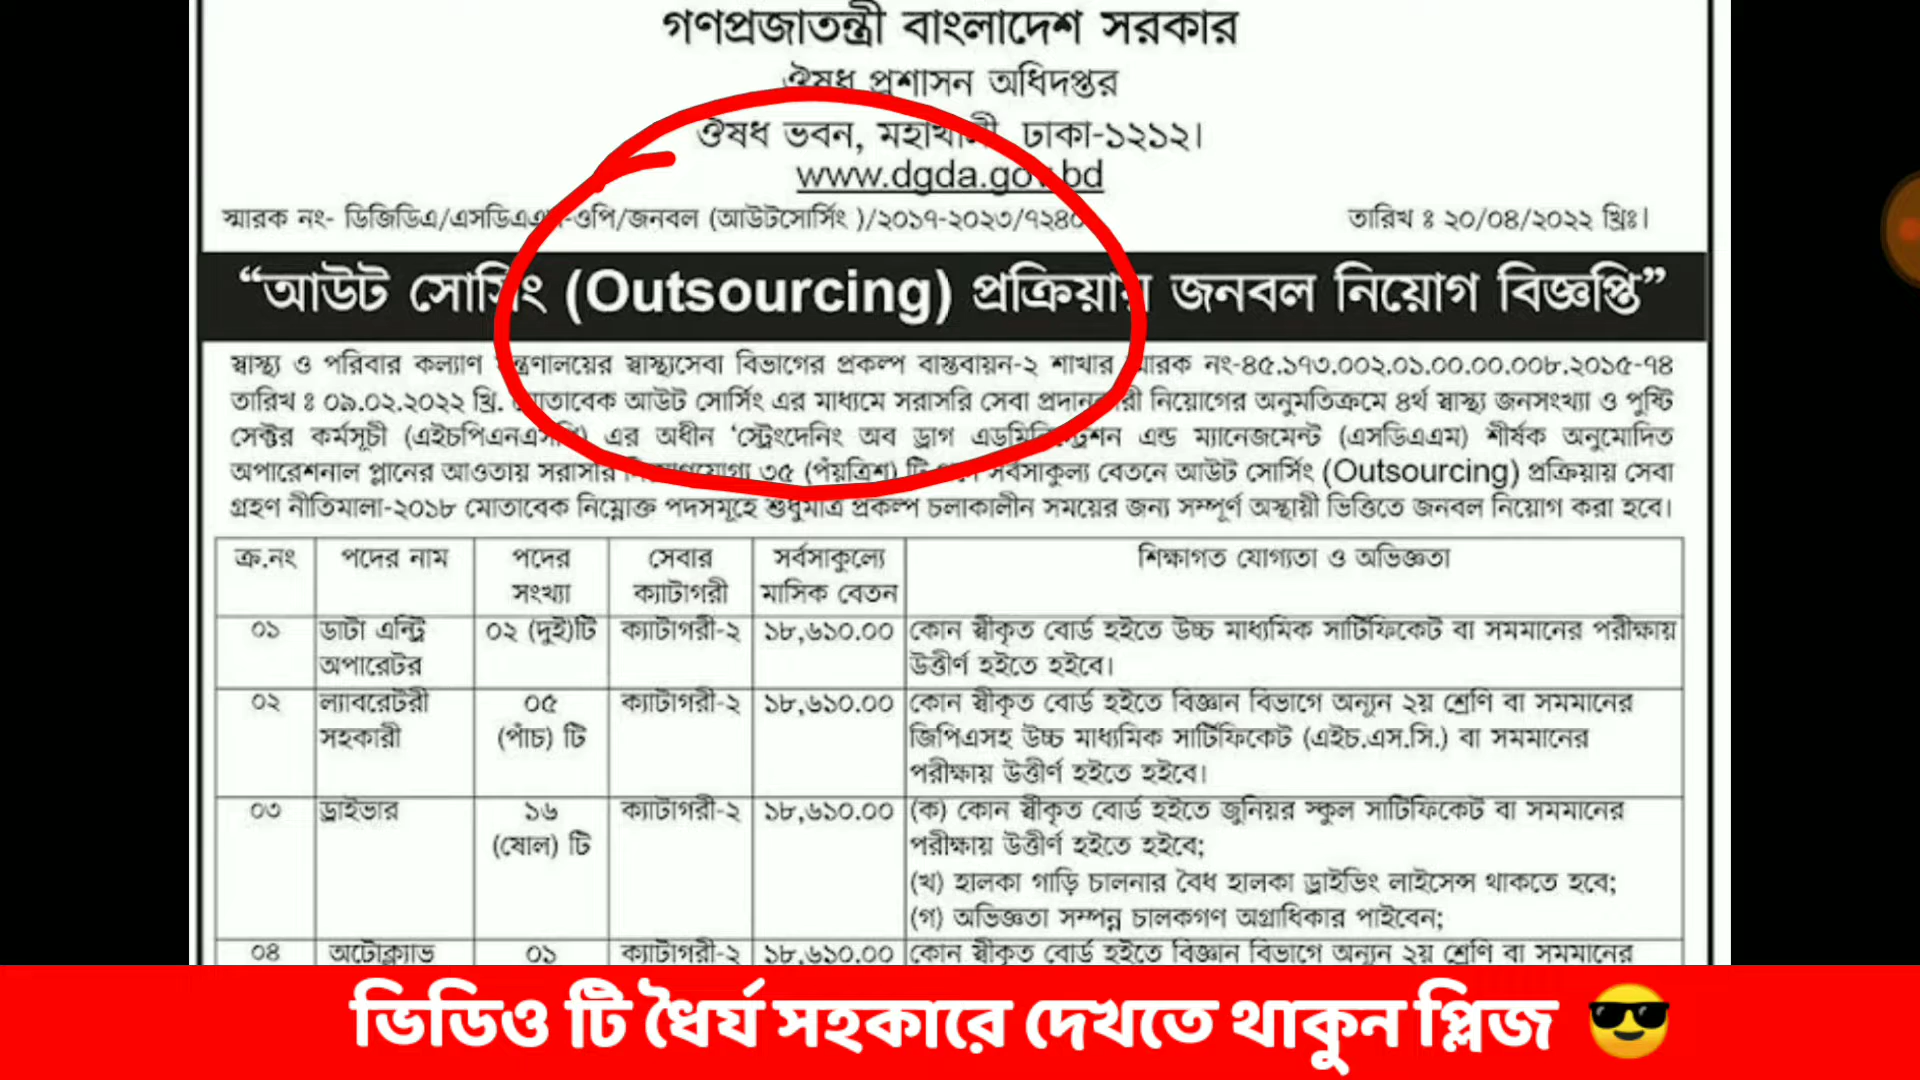 গণপ্রজাতন্ত্রী বাংলাদেশ সরকার
ঔষধ প্রশাসন অধিদপ্তর
ঔষধ ভবন, মহাখালী, ঢাকা-১২১২।
www.dgda.gov.bd
স্মারক নং- ডিজিডিএ/এসডিএএম-ওপি/জনবল (আউটসোর্সিং )/২০১৭-২০২৩/৭২৪০ তারিখ ঃ ২০/০৪/২০২২ খ্রিঃ।
“আউট সোর্সিং (Outsourcing) প্রক্রিয়ায় জনবল নিয়োগ বিজ্ঞপ্তি”
স্বাস্থ্য ও পরিবার কল্যাণ মন্ত্রণালয়ের স্বাস্থ্যসেবা বিভাগের প্রকল্প বাস্তবায়ন-২ শাখার স্মারক নং-৪৫.১৭৩.০০২.০১.০০.০০.০০৮.২০১৫-৭৪
তারিখ ঃ ০৯.০২.২০২২ খ্রি. মোতাবেক আউট সোর্সিং এর মাধ্যমে সরাসরি সেবা প্রদানকারী নিয়োগের অনুমতিক্রমে ৪র্থ স্বাস্থ্য জনসংখ্যা ও পুষ্টি
সেক্টর কর্মসূচী (এইচপিএনএসপি) এর অধীন ‘স্ট্রেংদেনিং অব ড্রাগ এডমিনিস্ট্রেশন এন্ড ম্যানেজমেন্ট (এসডিএএম) শীর্ষক অনুমোদিত
অপারেশনাল প্ল্যানের আওতায় সরাসরি নিয়োগযোগ্য ৩৫ (পঁয়ত্রিশ) টি পদে সর্বসাকুল্য বেতনে আউট সোর্সিং (Outsourcing) প্রক্রিয়ায় সেবা
গ্রহণ নীতিমালা-২০১৮ মোতাবেক নিম্নোক্ত পদসমূহে শুধুমাত্র প্রকল্প চলাকালীন সময়ের জন্য সম্পূর্ণ অস্থায়ী ভিত্তিতে জনবল নিয়োগ করা হবে।
ক্র.নং পদের নাম পদের সেবার সর্বসাকুল্যে শিক্ষাগত যোগ্যতা ও অভিজ্ঞতা
সংখ্যা ক্যাটাগরী মাসিক বেতন
০১ ডাটা এন্ট্রি ০২ (দুই)টি ক্যাটাগরী-২ ১৮,৬১০.০০ কোন স্বীকৃত বোর্ড হইতে উচ্চ মাধ্যমিক সার্টিফিকেট বা সমমানের পরীক্ষায়
অপারেটর উত্তীর্ণ হইতে হইবে।
০২ ল্যাবরেটরী ০৫ ক্যাটাগরী-২ ১৮,৬১০.০০ কোন স্বীকৃত বোর্ড হইতে বিজ্ঞান বিভাগে অন্যূন ২য় শ্রেণি বা সমমানের
সহকারী (পাঁচ) টি জিপিএসহ উচ্চ মাধ্যমিক সার্টিফিকেট (এইচ.এস.সি.) বা সমমানের
পরীক্ষায় উত্তীর্ণ হইতে হইবে।
০৩ ড্রাইভার ১৬ ক্যাটাগরী-২ ১৮,৬১০.০০ (ক) কোন স্বীকৃত বোর্ড হইতে জুনিয়র স্কুল সার্টিফিকেট বা সমমানের
(ষোল) টি পরীক্ষায় উত্তীর্ণ হইতে হইবে;
(খ) হালকা গাড়ি চালনার বৈধ হালকা ড্রাইভিং লাইসেন্স থাকতে হবে;
(গ) অভিজ্ঞতা সম্পন্ন চালকগণ অগ্রাধিকার পাইবেন;
০৪ অটোক্ল্যাভ ০১ ক্যাটাগরী-২ ১৮,৬১০.০০ কোন স্বীকৃত বোর্ড হইতে বিজ্ঞান বিভাগে অন্যূন ২য় শ্রেণি বা সমমানের
ভিডিও টি ধৈর্য সহকারে দেখতে থাকুন প্লিজ 😎